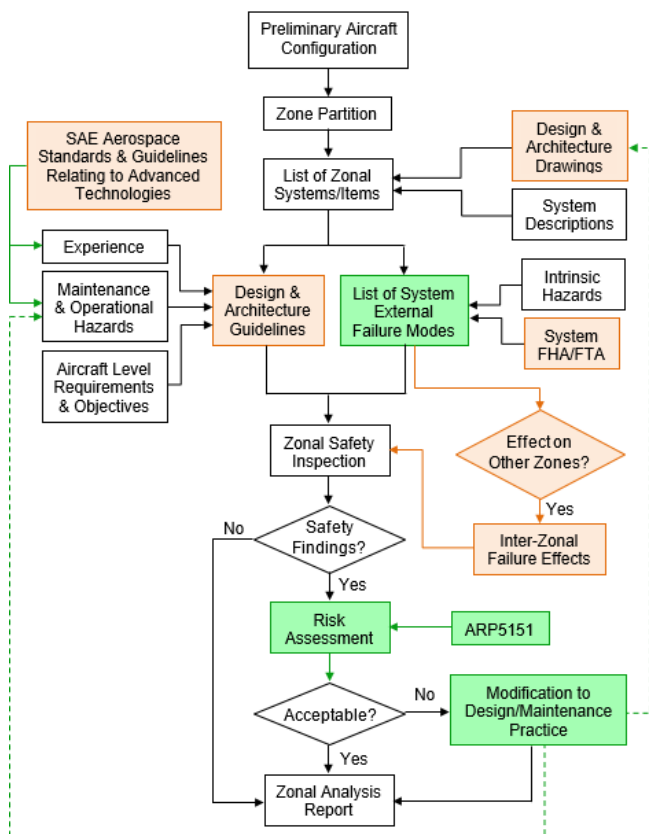 Preliminary Aircraft
Configuration
Zone Partition
SAE Aerospace
Standards & Guidelines
Relating to Advanced
Technologies
Design &
Architecture
Drawings
List of Zonal
Systems/Items
System
Descriptions
Experience
Maintenance
& Operational
Hazards
Aircraft Level
Requirements
& Objectives
Design &
Architecture
Guidelines
List of System
External
Failure Modes
Intrinsic
Hazards
System
FHA/FTA
Zonal Safety
Inspection
Effect on
Other Zones?
Yes
Inter-Zonal
Failure Effects
No
Safety
Findings?
Yes
Risk
Assessment
ARP5151
Acceptable?
No
Modification to
Design/Maintenance
Practice
Yes
Zonal Analysis
Report